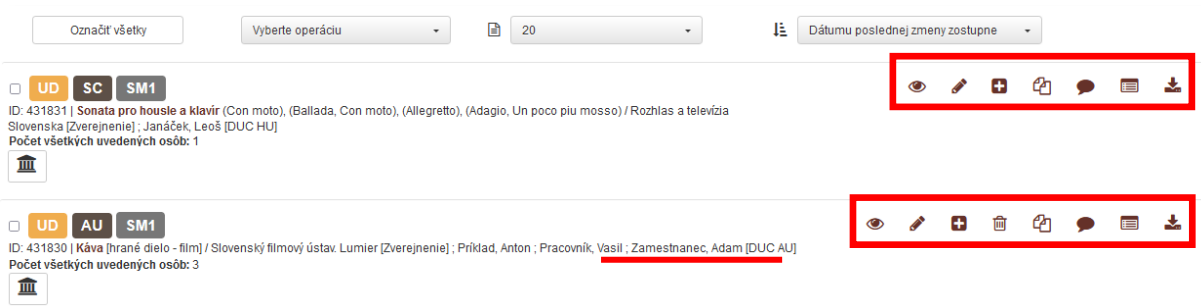 Označiť všetky Vyberte operáciu 20 Dátumu poslednej zmeny zostupne
UD SC SM1
ID: 431831 | Sonata pro housle a klavír (Con moto), (Ballada, Con moto), (Allegretto), (Adagio, Un poco piu mosso) / Rozhlas a televízia
Slovenska [Zverejnenie] ; Janáček, Leoš [DUC HU]
Počet všetkých uvedených osôb: 1
UD AU SM1
ID: 431830 | Káva [hrané dielo - film] / Slovenský filmový ústav. Lumier [Zverejnenie] ; Príklad, Anton ; Pracovník, Vasil ; Zamestnanec, Adam [DUC AU]
Počet všetkých uvedených osôb: 3